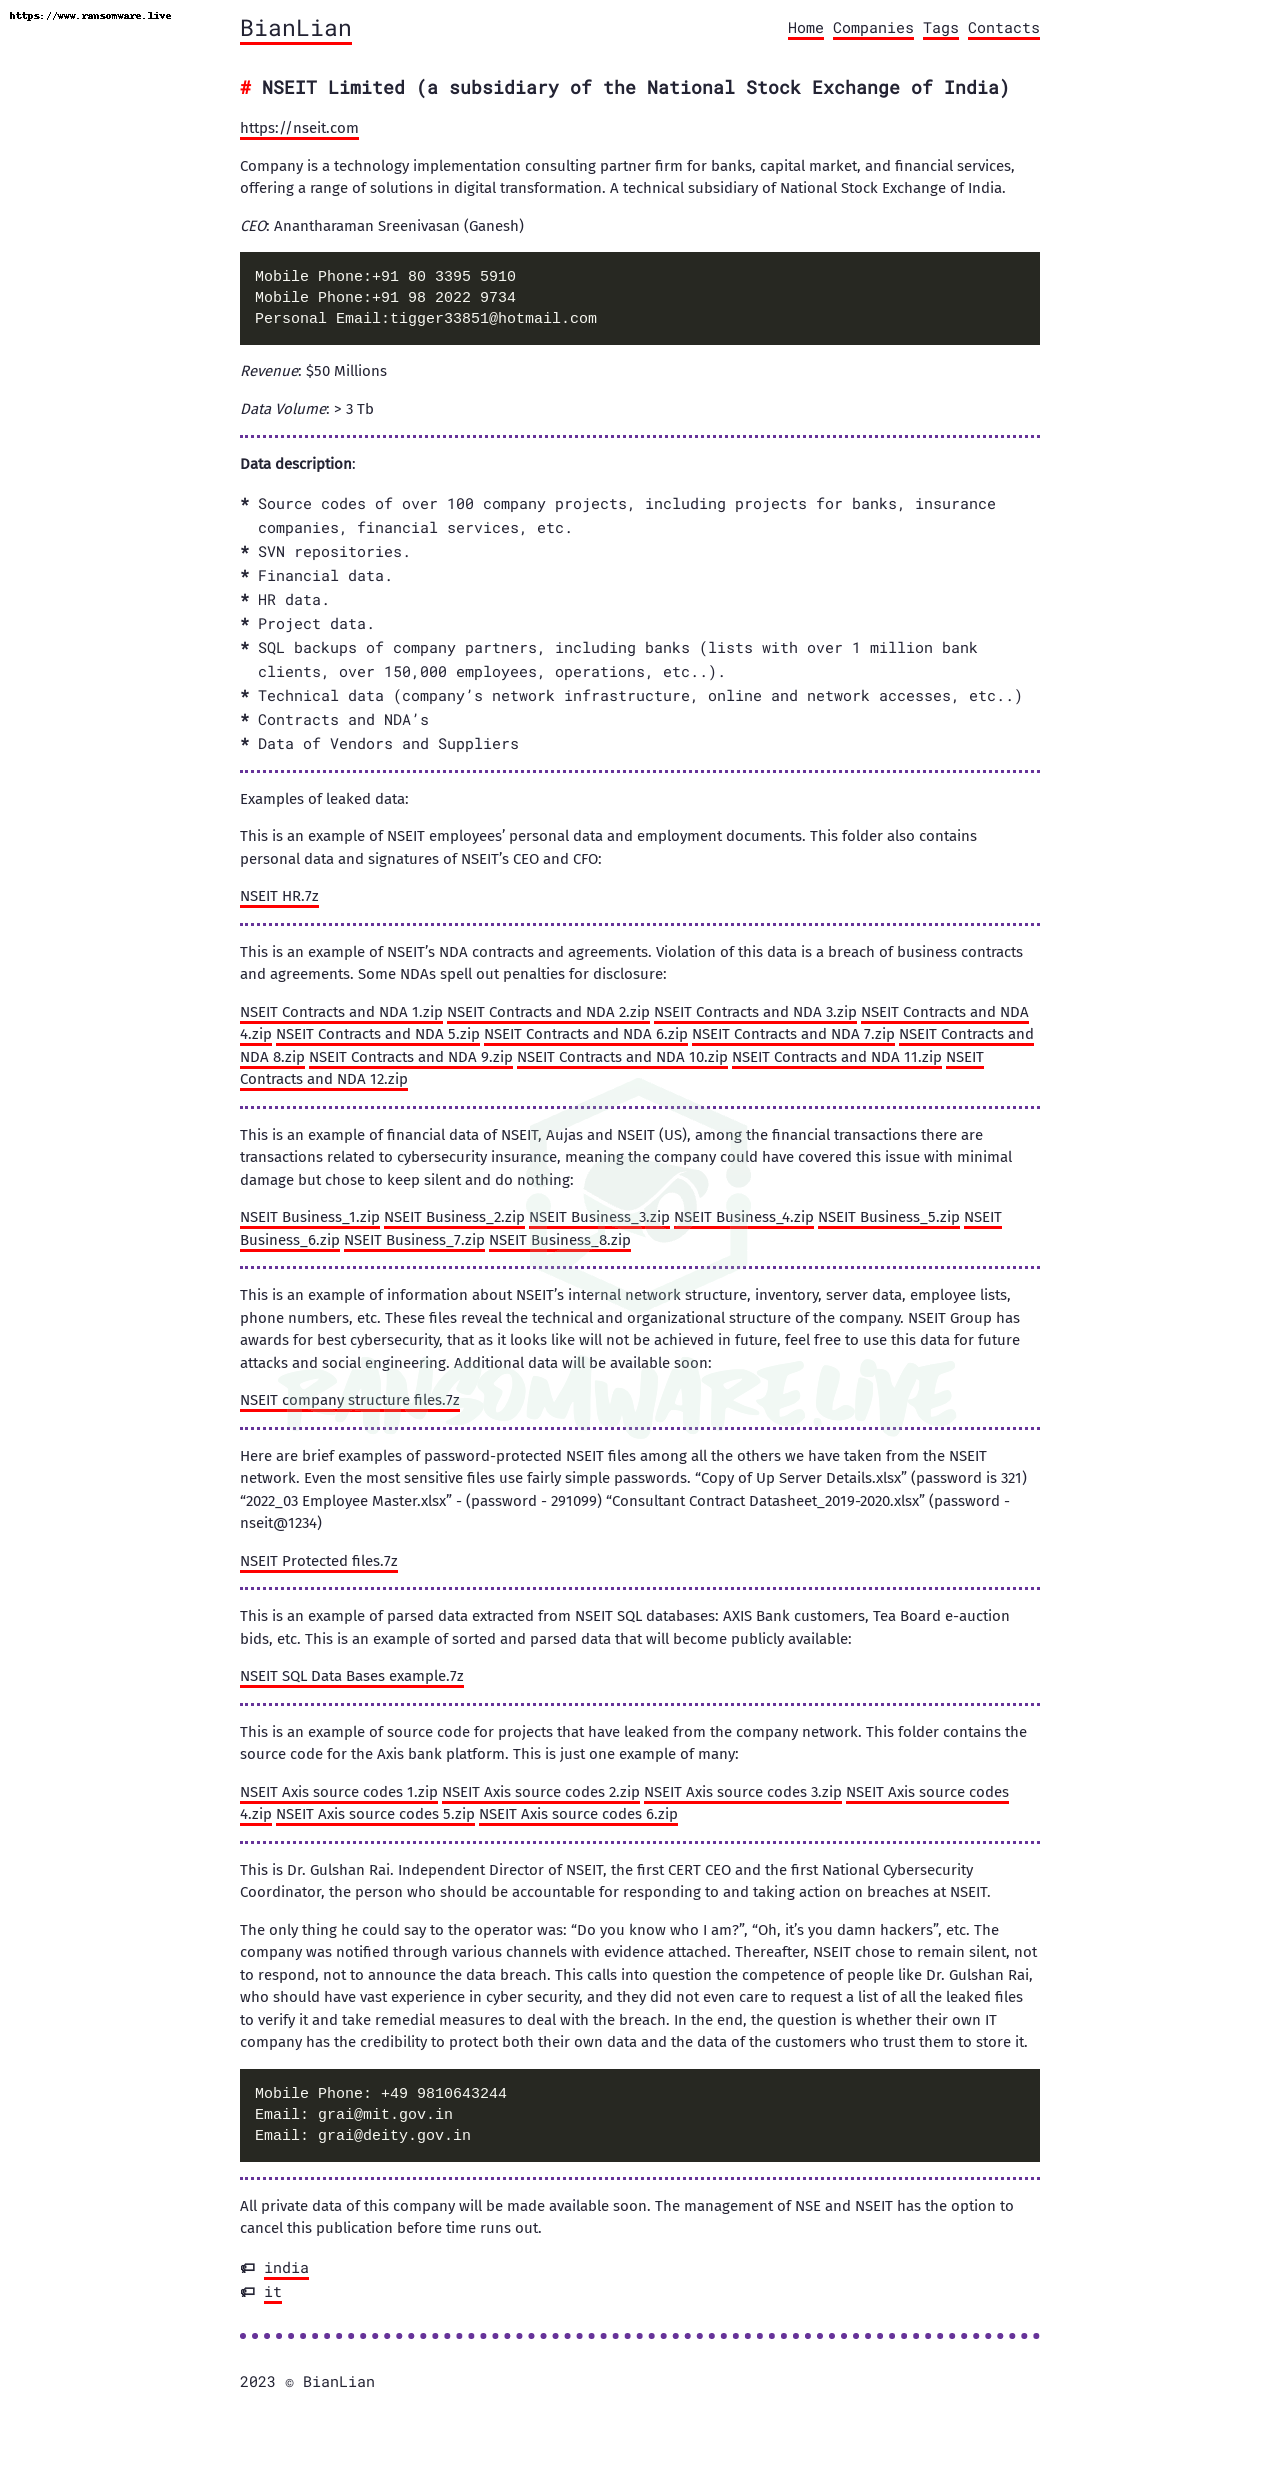 https://www.ransomware.live
BianLian
Home Companies Tags Contacts
# NSEIT Limited (a subsidiary of the National Stock Exchange of India)
https://nseit.com
Company is a technology implementation consulting partner firm for banks, capital market, and financial services,
offering a range of solutions in digital transformation. A technical subsidiary of National Stock Exchange of India.
CEO: Anantharaman Sreenivasan (Ganesh)
Mobile Phone:+91 80 3395 5910
Mobile Phone:+91 98 2022 9734
Personal Email:tigger33851@hotmail.com
Revenue: $50 Millions
Data Volume: > 3 Tb
Data description:
* Source codes of over 100 company projects, including projects for banks, insurance
companies, financial services, etc.
* SVN repositories.
* Financial data.
* HR data.
* Project data.
* SQL backups of company partners, including banks (lists with over 1 million bank
clients, over 150,000 employees, operations, etc..).
* Technical data (company’s network infrastructure, online and network accesses, etc..)
* Contracts and NDA’s
* Data of Vendors and Suppliers
Examples of leaked data:
This is an example of NSEIT employees’ personal data and employment documents. This folder also contains
personal data and signatures of NSEIT’s CEO and CFO:
NSEIT HR.7z
This is an example of NSEIT’s NDA contracts and agreements. Violation of this data is a breach of business contracts
and agreements. Some NDAs spell out penalties for disclosure:
NSEIT Contracts and NDA 1.zip NSEIT Contracts and NDA 2.zip NSEIT Contracts and NDA 3.zip NSEIT Contracts and NDA
4.zip NSEIT Contracts and NDA 5.zip NSEIT Contracts and NDA 6.zip NSEIT Contracts and NDA 7.zip NSEIT Contracts and
NDA 8.zip NSEIT Contracts and NDA 9.zip NSEIT Contracts and NDA 10.zip NSEIT Contracts and NDA 11.zip NSEIT
Contracts and NDA 12.zip
This is an example of financial data of NSEIT, Aujas and NSEIT (US), among the financial transactions there are
transactions related to cybersecurity insurance, meaning the company could have covered this issue with minimal
damage but chose to keep silent and do nothing:
NSEIT Business_1.zip NSEIT Business_2.zip NSEIT Business_3.zip NSEIT Business_4.zip NSEIT Business_5.zip NSEIT
Business_6.zip NSEIT Business_7.zip NSEIT Business_8.zip
This is an example of information about NSEIT’s internal network structure, inventory, server data, employee lists,
phone numbers, etc. These files reveal the technical and organizational structure of the company. NSEIT Group has
awards for best cybersecurity, that as it looks like will not be achieved in future, feel free to use this data for future
attacks and social engineering. Additional data will be available soon:
RANSOMWARE.LIVE
NSEIT company structure files.7z
Here are brief examples of password-protected NSEIT files among all the others we have taken from the NSEIT
network. Even the most sensitive files use fairly simple passwords. “Copy of Up Server Details.xlsx” (password is 321)
“2022_03 Employee Master.xlsx” - (password - 291099) “Consultant Contract Datasheet_2019-2020.xlsx” (password -
nseit@1234)
NSEIT Protected files.7z
This is an example of parsed data extracted from NSEIT SQL databases: AXIS Bank customers, Tea Board e-auction
bids, etc. This is an example of sorted and parsed data that will become publicly available:
NSEIT SQL Data Bases example.7z
This is an example of source code for projects that have leaked from the company network. This folder contains the
source code for the Axis bank platform. This is just one example of many:
NSEIT Axis source codes 1.zip NSEIT Axis source codes 2.zip NSEIT Axis source codes 3.zip NSEIT Axis source codes
4.zip NSEIT Axis source codes 5.zip NSEIT Axis source codes 6.zip
This is Dr. Gulshan Rai. Independent Director of NSEIT, the first CERT CEO and the first National Cybersecurity
Coordinator, the person who should be accountable for responding to and taking action on breaches at NSEIT.
The only thing he could say to the operator was: “Do you know who I am?”, “Oh, it’s you damn hackers”, etc. The
company was notified through various channels with evidence attached. Thereafter, NSEIT chose to remain silent, not
to respond, not to announce the data breach. This calls into question the competence of people like Dr. Gulshan Rai,
who should have vast experience in cyber security, and they did not even care to request a list of all the leaked files
to verify it and take remedial measures to deal with the breach. In the end, the question is whether their own IT
company has the credibility to protect both their own data and the data of the customers who trust them to store it.
Mobile Phone: +49 9810643244
Email: grai@mit.gov.in
Email: grai@deity.gov.in
All private data of this company will be made available soon. The management of NSE and NSEIT has the option to
cancel this publication before time runs out.
india
it
2023 © BianLian